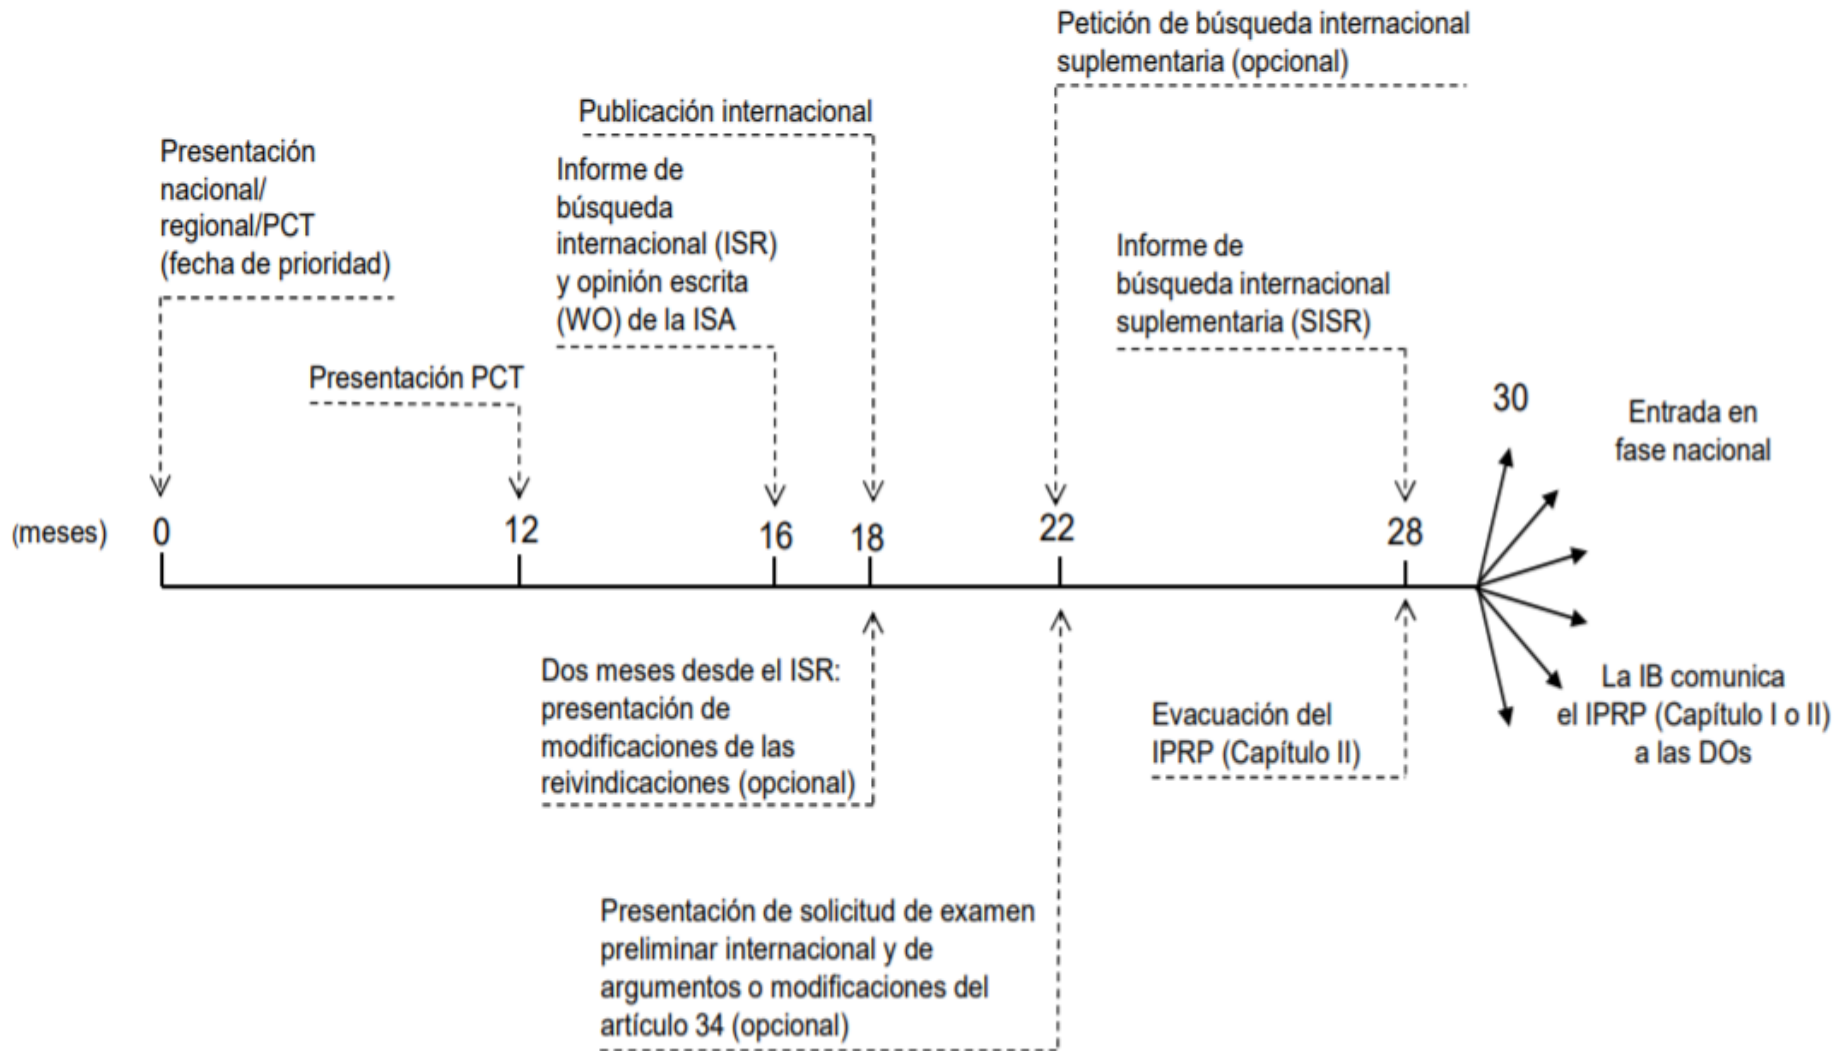 Petición de búsqueda internacional
suplementaria (opcional)
Publicación internacional
Presentación
nacional/
regional/PCT
(fecha de prioridad)
Informe de
búsqueda
internacional (ISR)
y opinión escrita
(WO) de la ISA
Informe de
búsqueda internacional
suplementaria (SISR)
Presentación PCT
30
Entrada en
fase nacional
(meses) 0 12 16 18 22 28
Dos meses desde el ISR:
presentación de
modificaciones de las
reivindicaciones (opcional)
Evacuación del
IPRP (Capítulo II)
La IB comunica
el IPRP (Capítulo I o II)
a las DOs
Presentación de solicitud de examen
preliminar internacional y de
argumentos o modificaciones del
artículo 34 (opcional)